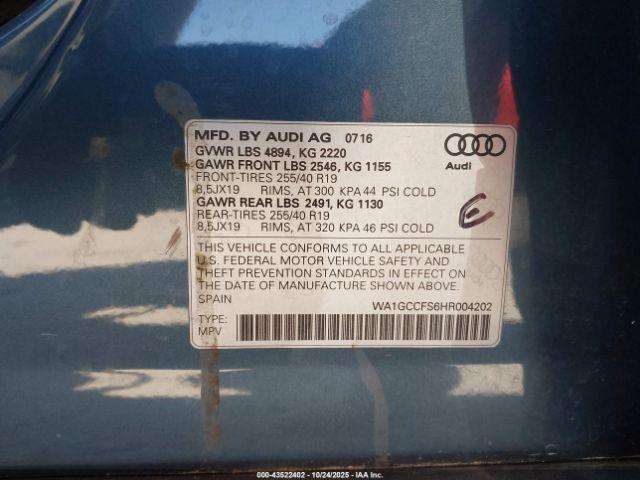 MFD. BY AUDI AG 0716
GVWR LBS 4894, KG 2220
GAWR FRONT LBS 2546, KG 1155
FRONT-TIRES 255/40 R19
8,5JX19 RIMS, AT 300 KPA 44 PSI COLD
GAWR REAR LBS 2491, KG 1130
REAR-TIRES 255/40 R19
8,5JX19 RIMS, AT 320 KPA 46 PSI COLD
Audi
E
THIS VEHICLE CONFORMS TO ALL APPLICABLE
U.S. FEDERAL MOTOR VEHICLE SAFETY AND
THEFT PREVENTION STANDARDS IN EFFECT ON
THE DATE OF MANUFACTURE SHOWN ABOVE.
SPAIN
WA1GCCFS6HR004202
TYPE:
MPV
000-43522402 - 10/24/2025 - IAAI.COM